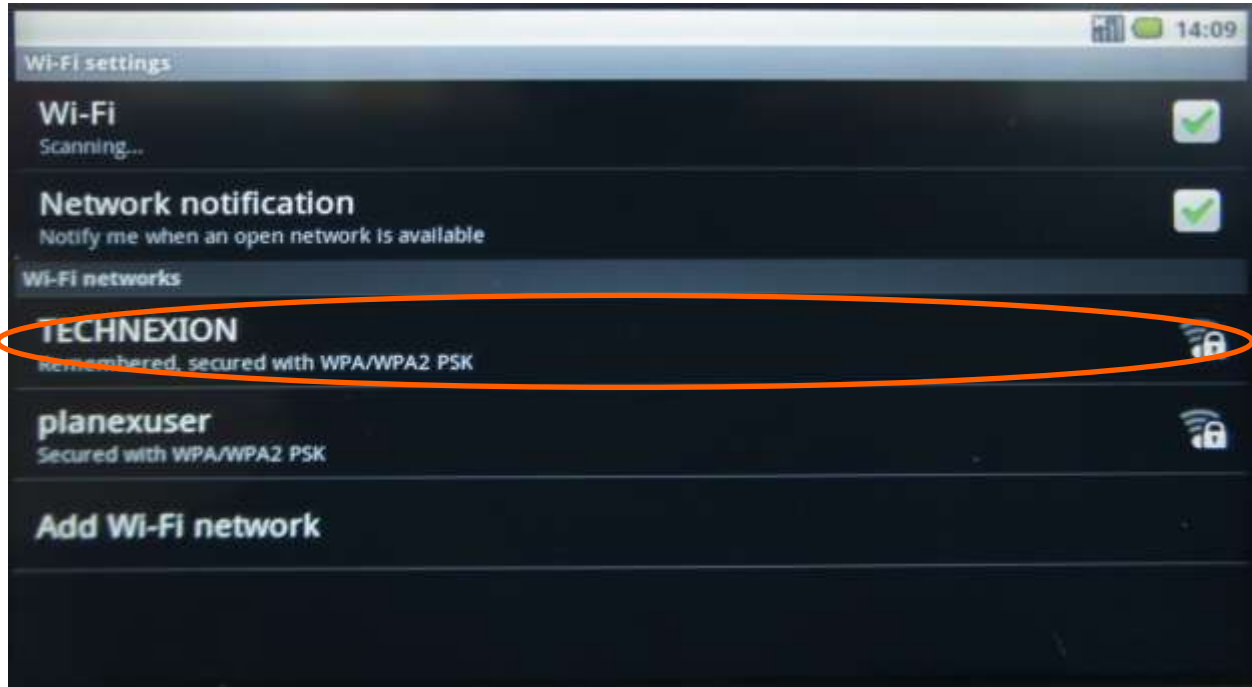 14:09
Wi-Fi settings
Wi-Fi
Scanning...
Network notification
Notify me when an open network is available
Wi-Fi networks
TECHNEXION
Remembered, secured with WPA/WPA2 PSK
planexuser
Secured with WPA/WPA2 PSK
Add Wi-Fi network